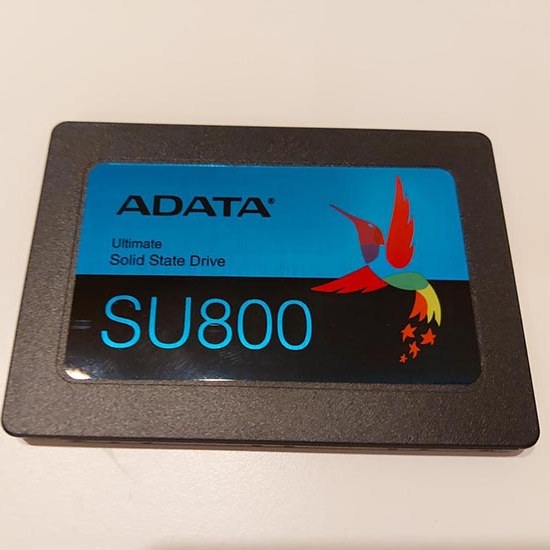 ADATA®
Ultimate
Solid State Drive
SU800